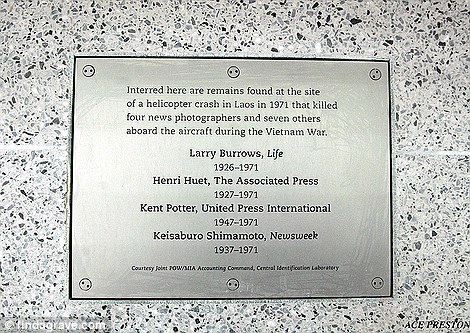 Interred here are remains found at the site
of a helicopter crash in Laos in 1971 that killed
four news photographers and seven others
aboard the aircraft during the Vietnam War.
Larry Burrows, Life
1926–1971
Henri Huet, The Associated Press
1927–1971
Kent Potter, United Press International
1947–1971
Keisaburo Shimamoto, Newsweek
1937–1971
Courtesy Joint POW/MIA Accounting Command, Central Identification Laboratory
© findagrave.com
ACE PRESTO